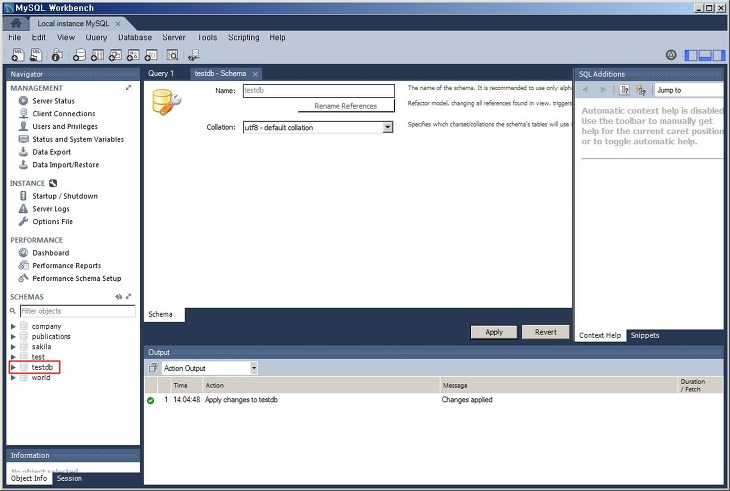 MySQL Workbench
Local instance MySQL
File Edit View Query Database Server Tools Scripting Help
Navigator
MANAGEMENT
Server Status
Client Connections
Users and Privileges
Status and System Variables
Data Export
Data Import/Restore
INSTANCE
Startup / Shutdown
Server Logs
Options File
PERFORMANCE
Dashboard
Performance Reports
Performance Schema Setup
SCHEMAS
Filter objects
company
publications
sakila
test
testdb
world
Information
No object selected
Object Info Session
Query 1 testdb - Schema
Name: testdb The name of the schema. It is recommended to use only alpha
Rename References Refactor model, changing all references found in view, triggers
Collation: utf8 - default collation Specifies which charset/collations the schema's tables will use
Schema
Apply Revert
SQL Additions
Jump to
Automatic context help is disabled
Use the toolbar to manually get
help for the current caret position
or to toggle automatic help.
Context Help Snippets
Output
Action Output
Time Action Message Duration / Fetch
1 14:04:48 Apply changes to testdb Changes applied